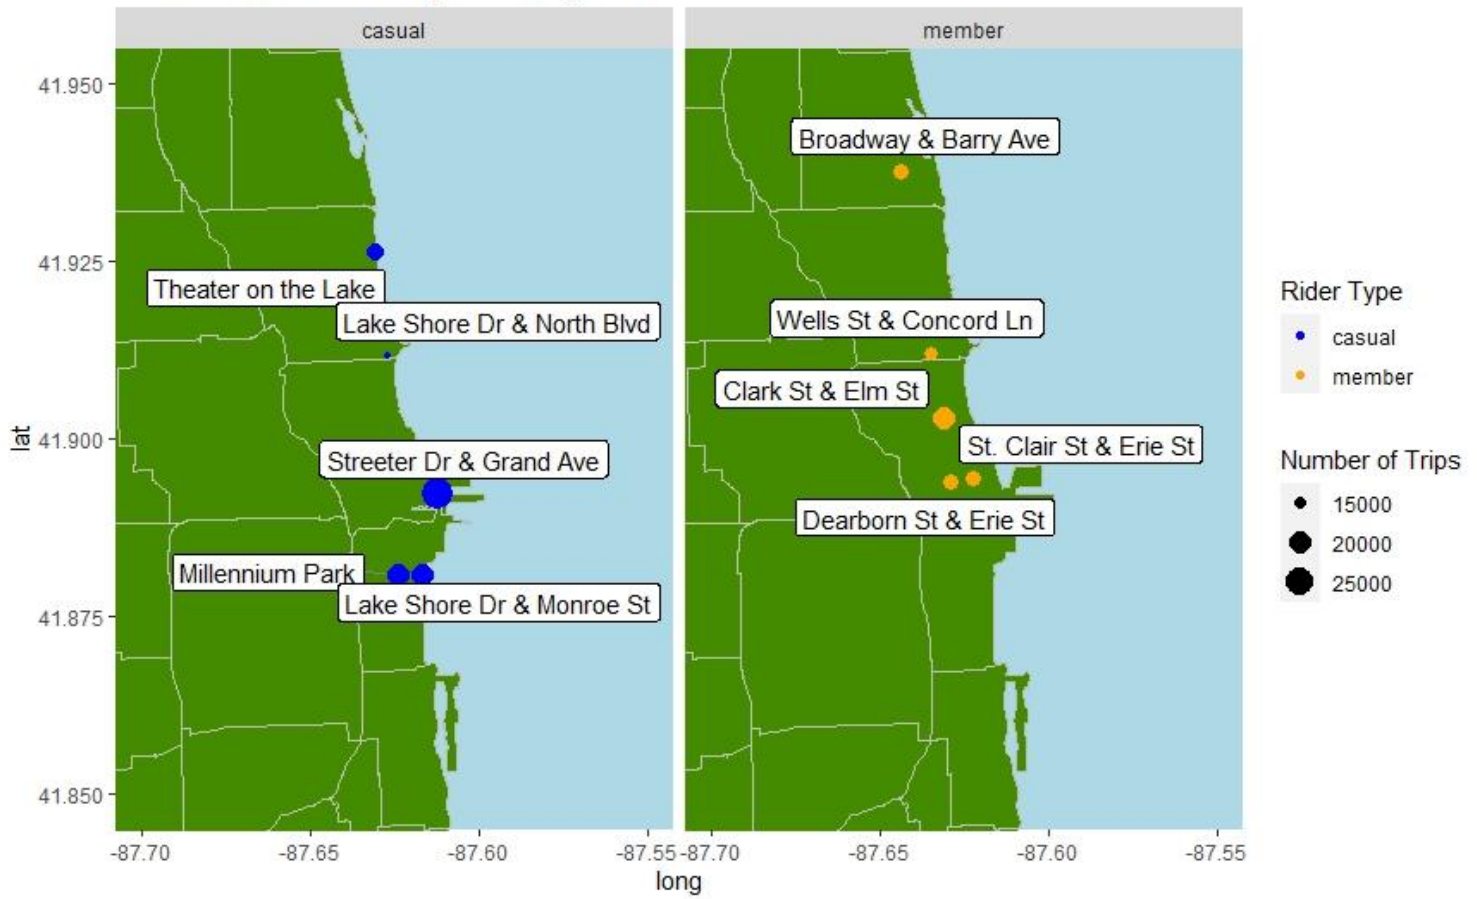 casual
member
41.950
41.925
41.900
41.875
41.850
lat
Theater on the Lake
Lake Shore Dr & North Blvd
Streeter Dr & Grand Ave
Millennium Park
Lake Shore Dr & Monroe St
Broadway & Barry Ave
Wells St & Concord Ln
Clark St & Elm St
St. Clair St & Erie St
Dearborn St & Erie St
-87.70
-87.65
-87.60
-87.55
-87.70
-87.65
-87.60
-87.55
long
Rider Type
casual
member
Number of Trips
15000
20000
25000